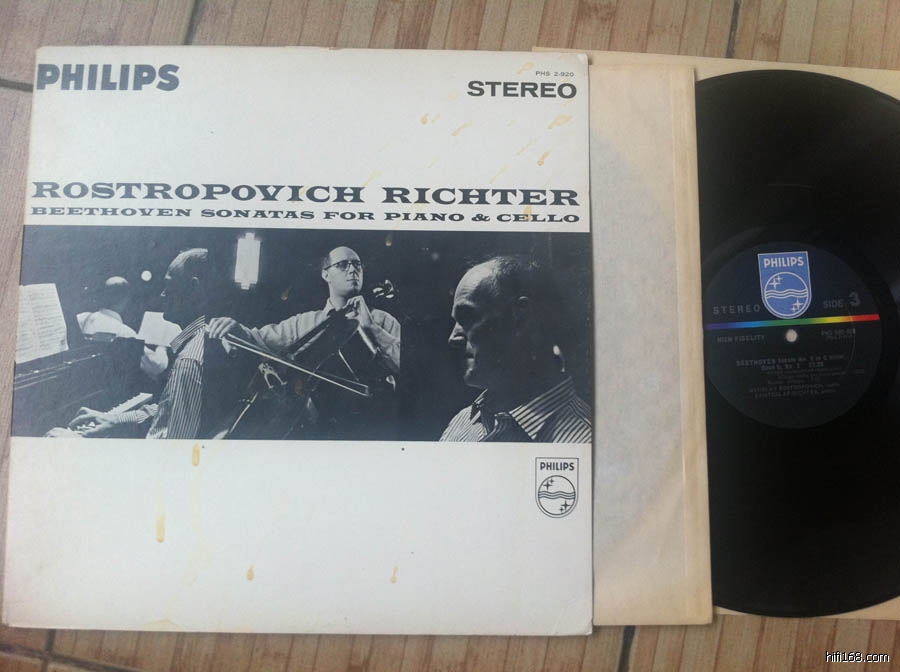 PHILIPS
PHS 2-920
STEREO
ROSTROPOVICH RICHTER
BEETHOVEN SONATAS FOR PIANO & CELLO
PHILIPS
PHILIPS
STEREO
SIDE 3
HIGH FIDELITY
BEETHOVEN
hifi168.com